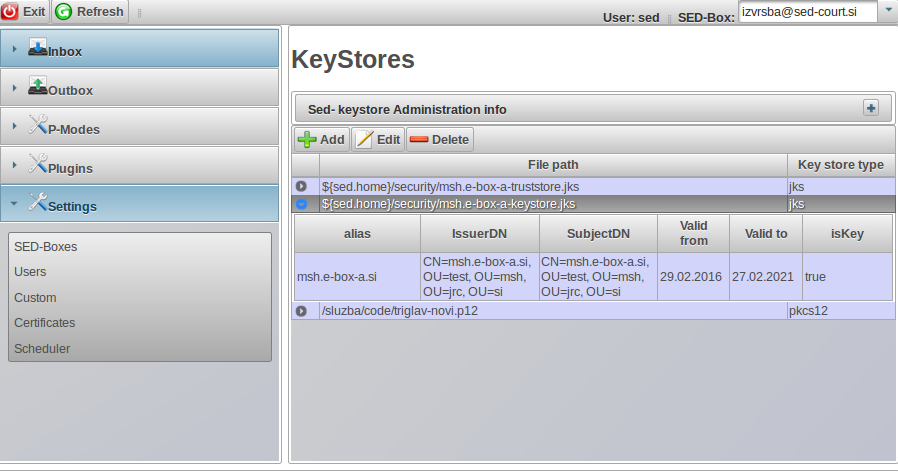 Exit Refresh User: sed SED-Box: izvrsba@sed-court.si
Inbox
Outbox
P-Modes
Plugins
Settings
SED-Boxes
Users
Custom
Certificates
Scheduler
KeyStores
Sed- keystore Administration info
Add Edit Delete
File path Key store type
${sed.home}/security/msh.e-box-a-truststore.jks jks
${sed.home}/security/msh.e-box-a-keystore.jks jks
alias IssuerDN SubjectDN Valid from Valid to isKey
msh.e-box-a.si CN=msh.e-box-a.si, CN=msh.e-box-a.si, 29.02.2016 27.02.2021 true
OU=test, OU=msh, OU=test, OU=msh,
OU=jrc, OU=si OU=jrc, OU=si
/sluzba/code/triglav-novi.p12 pkcs12